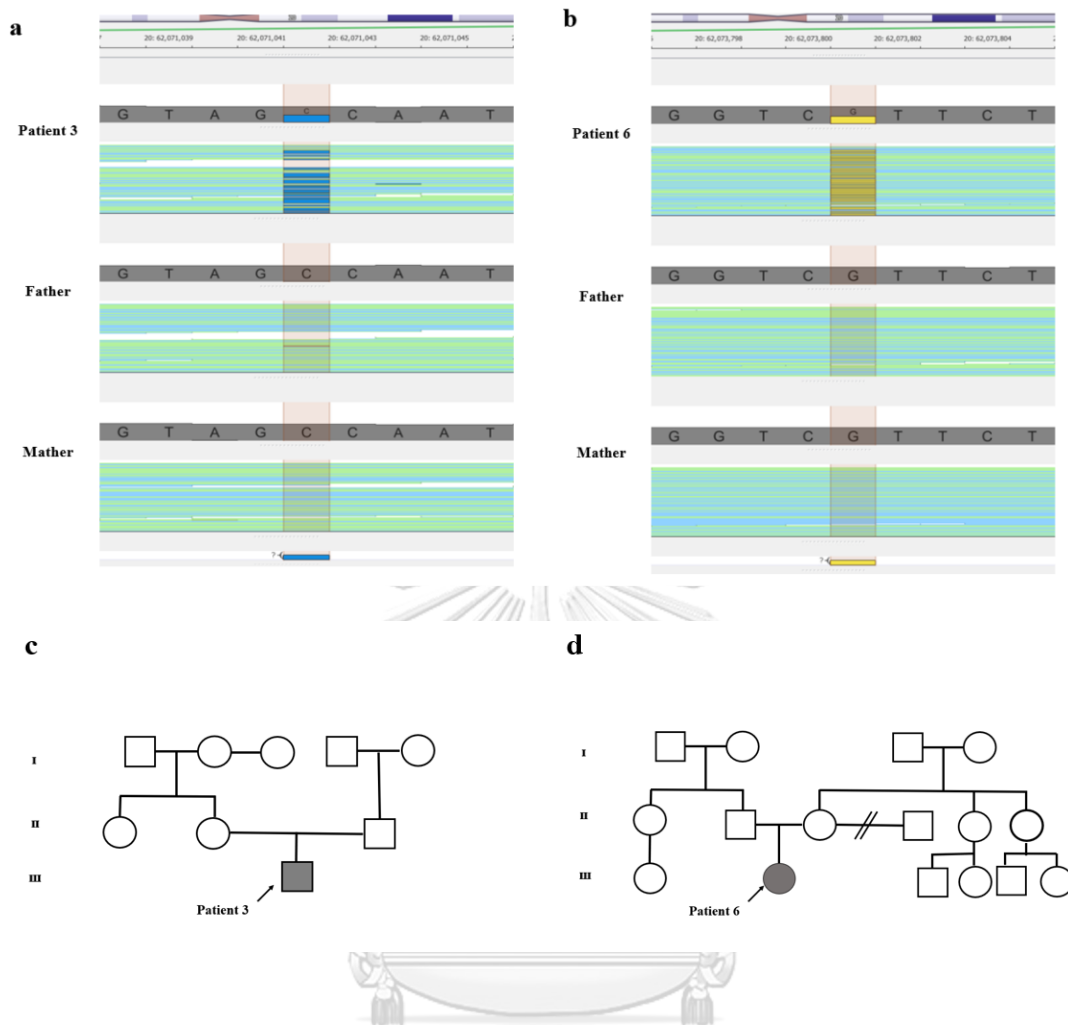 a
20: 62,071,039 20: 62,071,041 20: 62,071,043 20: 62,071,045
Patient 3
G T A G C C A A T
Father
G T A G C C A A T
Mather
G T A G C C A A T
?
b
20: 62,073,798 20: 62,073,800 20: 62,073,802 20: 62,073,804
Patient 6
G G T C G T T C T
Father
G G T C G T T C T
Mather
G G T C G T T C T
?
c
I
II
III
Patient 3
d
I
II
III
Patient 6